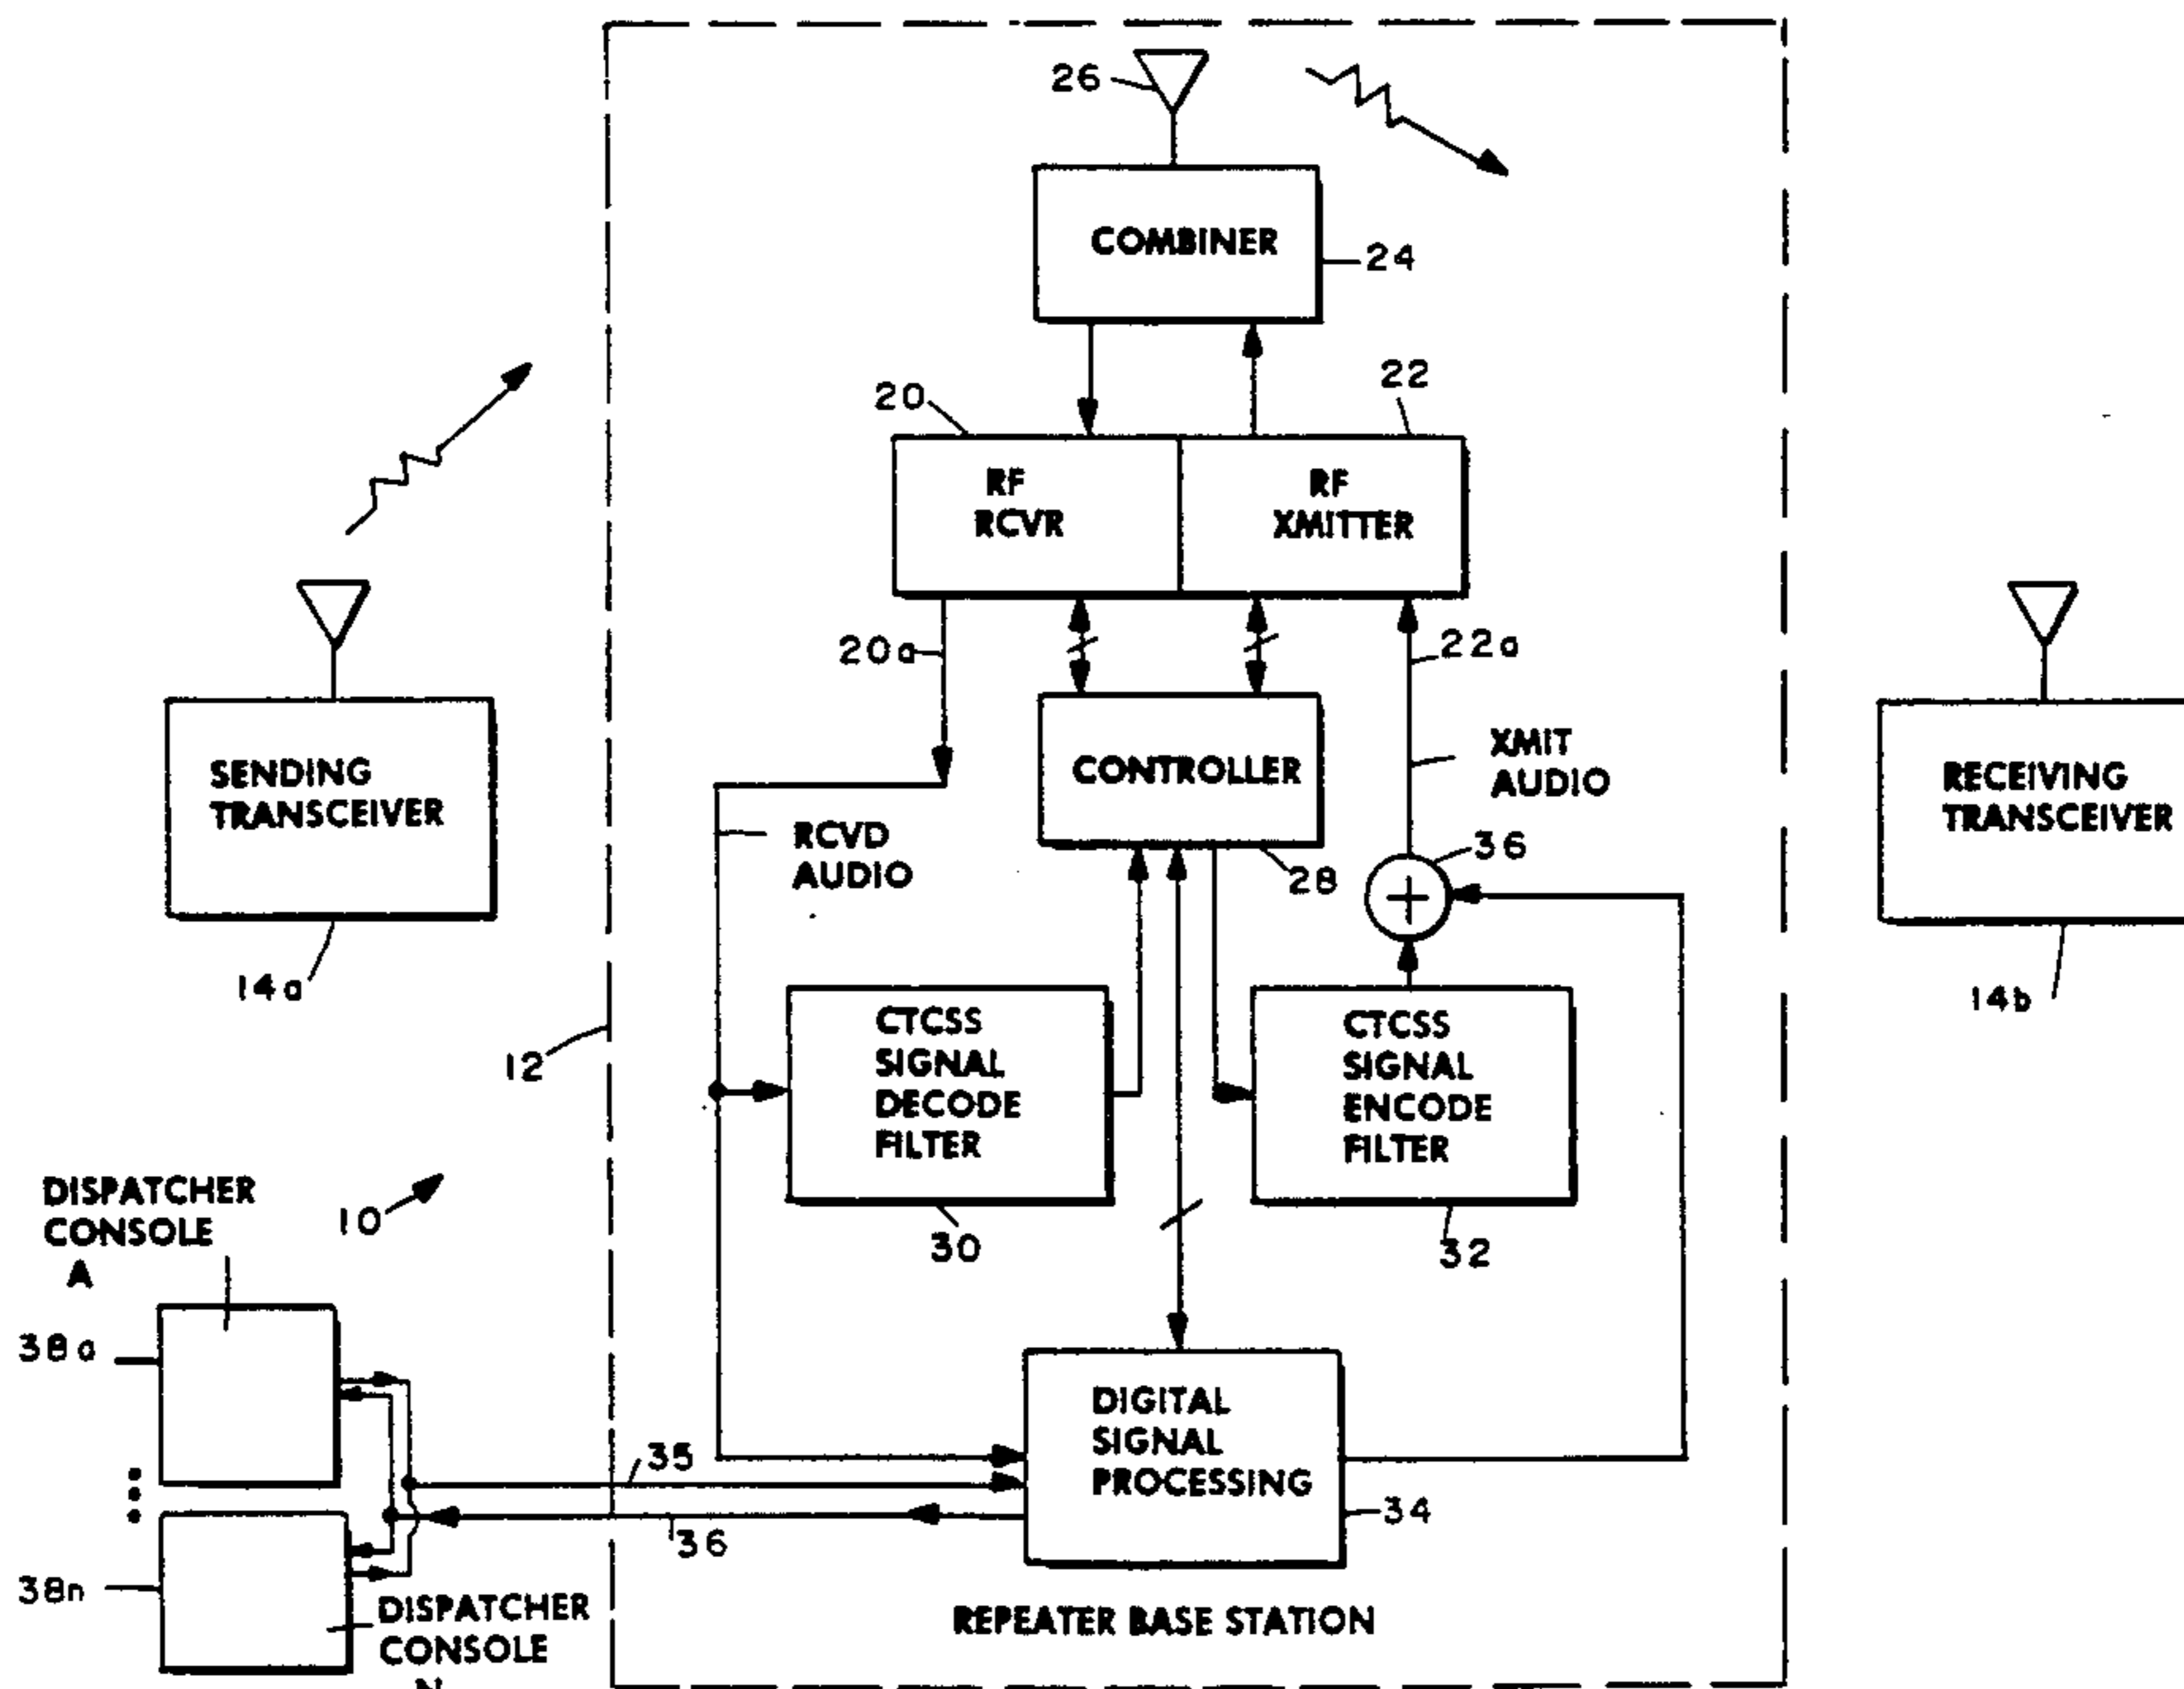 26
COMBINER
24
20
22
RF
RCVR
RF
XMITTER
20a
22a
SENDING
TRANSCEIVER
14a
CONTROLLER
28
XMIT
AUDIO
RCVD
AUDIO
36
+
RECEIVING
TRANSCEIVER
14b
12
CTCSS
SIGNAL
DECODE
FILTER
30
CTCSS
SIGNAL
ENCODE
FILTER
32
10
DISPATCHER
CONSOLE
A
38a
35
36
DIGITAL
SIGNAL
PROCESSING
34
38n
DISPATCHER
CONSOLE
N
REPEATER BASE STATION